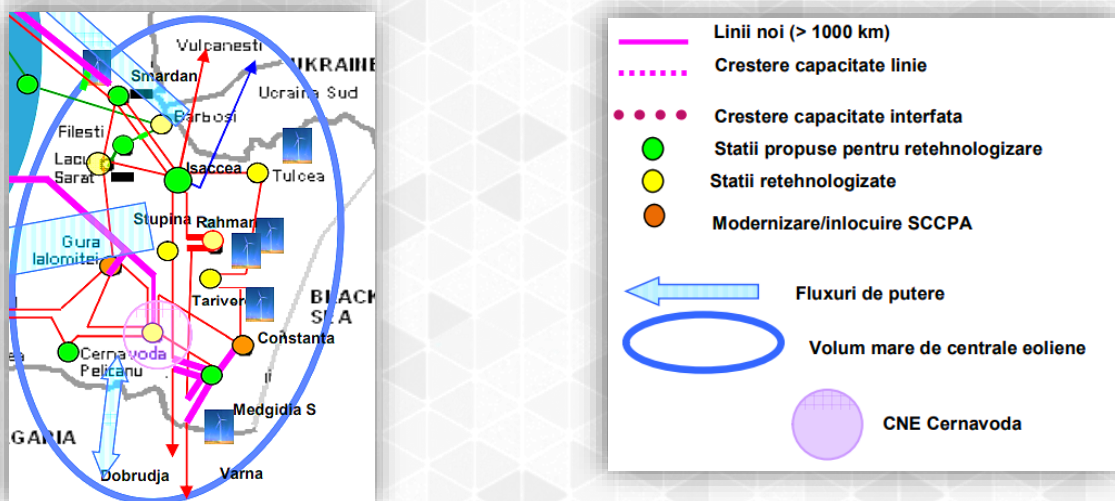 Vulcanesti
UKRAINE
Smardan
Ucraina Sud
Barbosi
Filesti
Lacu
Sarat
Isaccea
Tulcea
Stupina
Rahman
Gura
Ialomitei
Tariver
BLACK
SEA
Constanta
Cernavoda
Pelicanu
Medgidia S
GARIA
Dobrudja
Varna
Linii noi (> 1000 km)
Crestere capacitate linie
Crestere capacitate interfata
Statii propuse pentru retehnologizare
Statii retehnologizate
Modernizare/inlocuire SCCPA
Fluxuri de putere
Volum mare de centrale eoliene
CNE Cernavoda